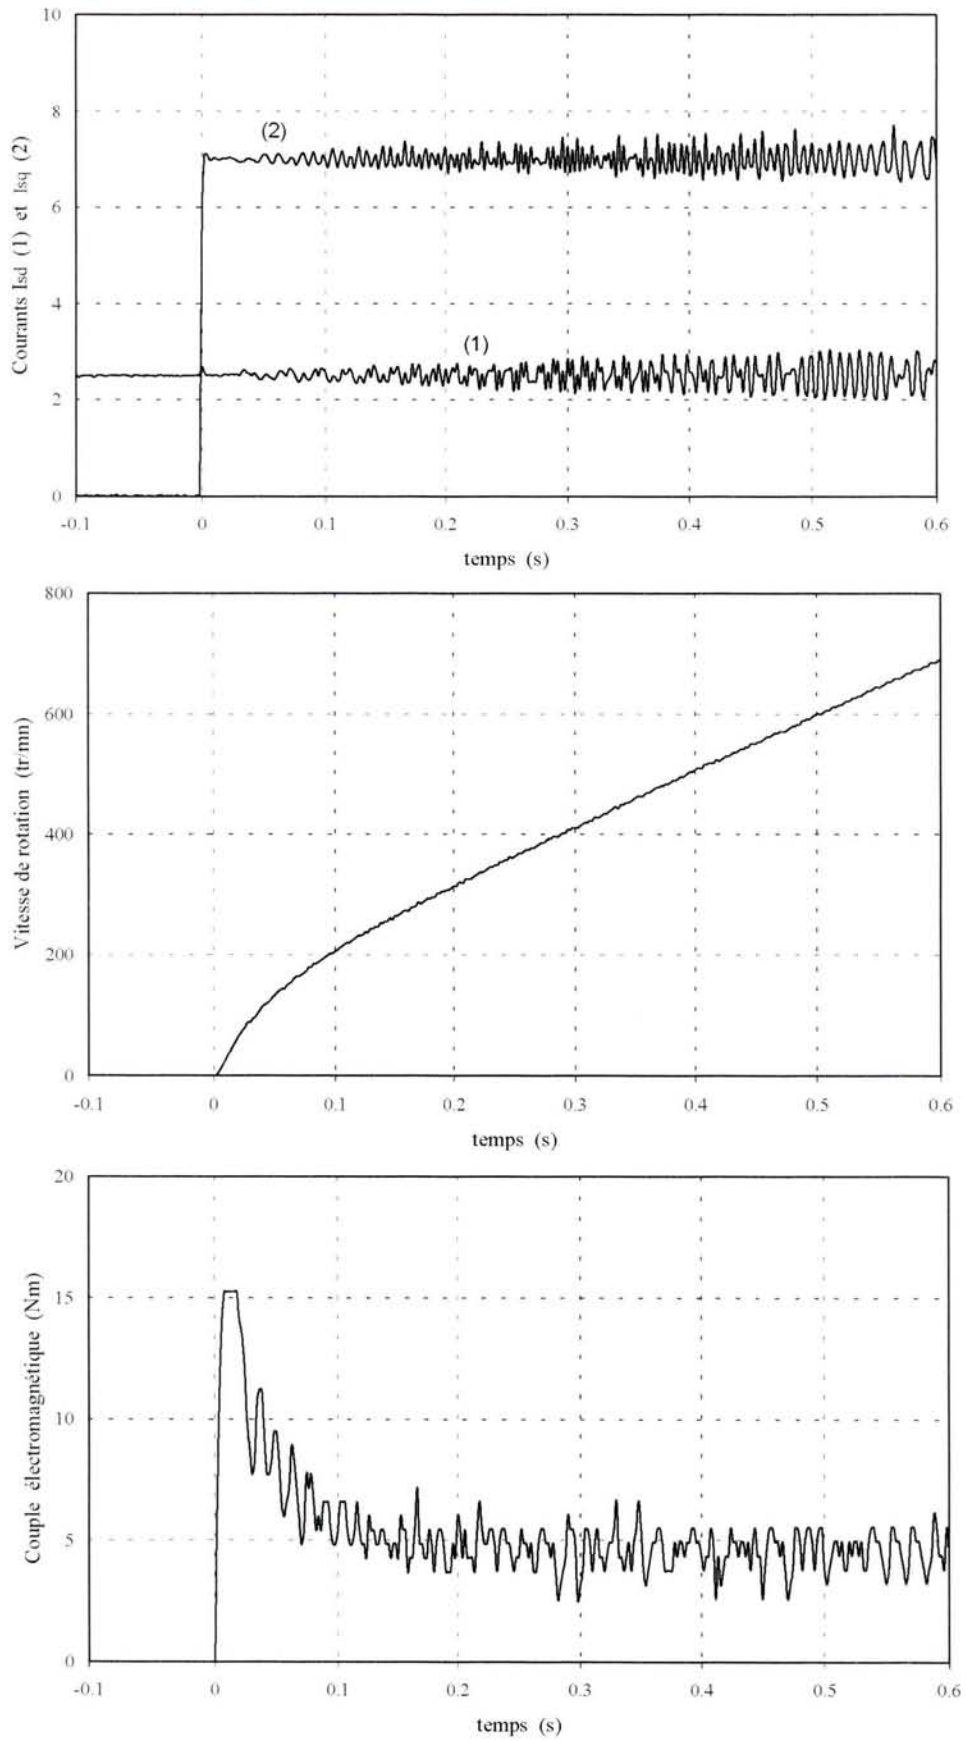 10
8
6
4
2
0
Courants Isd (1) et Isq (2)
(2)
(1)
-0.1 0 0.1 0.2 0.3 0.4 0.5 0.6
temps (s)
800
600
400
200
0
Vitesse de rotation (tr/mn)
-0.1 0 0.1 0.2 0.3 0.4 0.5 0.6
temps (s)
20
15
10
5
0
Couple électromagnétique (Nm)
-0.1 0 0.1 0.2 0.3 0.4 0.5 0.6
temps (s)